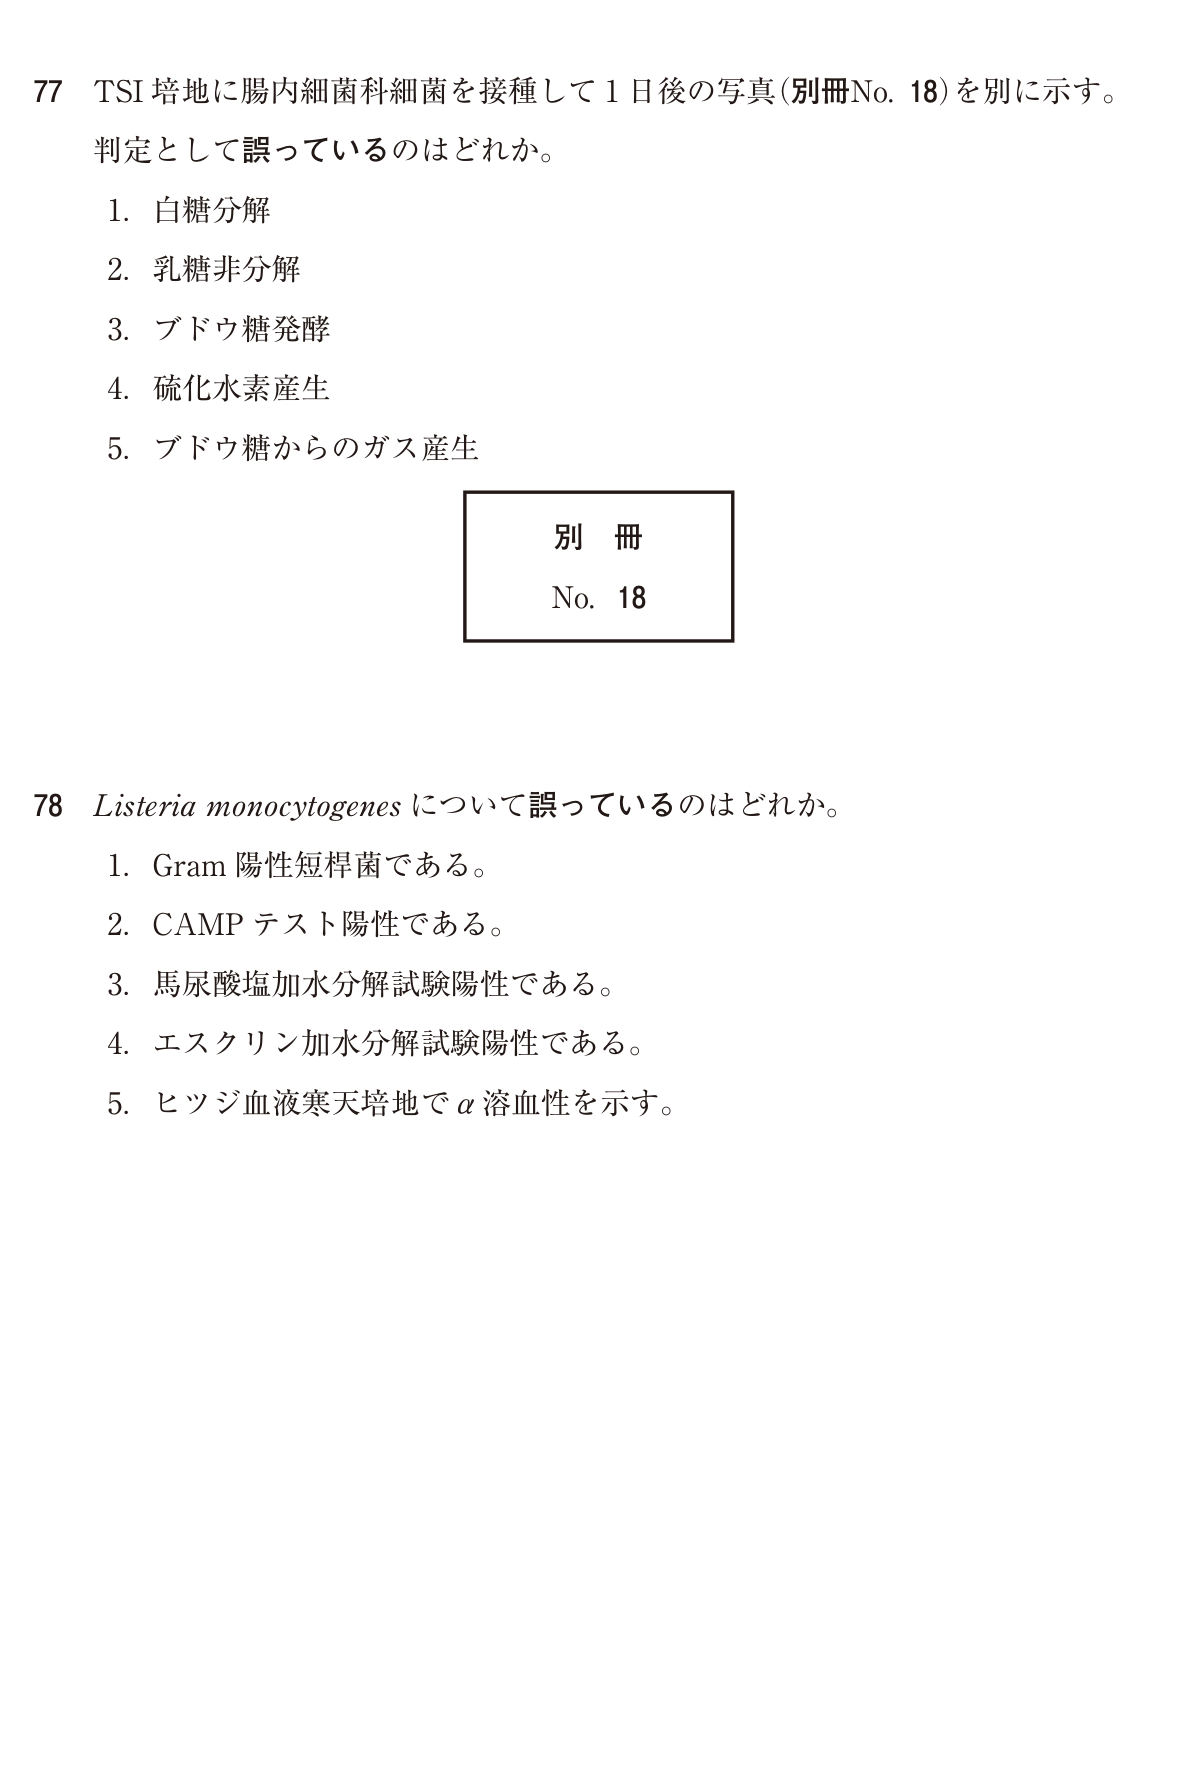 77 TSI 培地に腸内細菌科細菌を接種して 1 日後の写真(別冊No. 18)を別に示す。
判定として誤っているのはどれか。
1. 白糖分解
2. 乳糖非分解
3. ブドウ糖発酵
4. 硫化水素産生
5. ブドウ糖からのガス産生
別 冊
No. 18
78 Listeria monocytogenes について誤っているのはどれか。
1. Gram 陽性短桿菌である。
2. CAMP テスト陽性である。
3. 馬尿酸塩加水分解試験陽性である。
4. エスクリン加水分解試験陽性である。
5. ヒツジ血液寒天培地で α 溶血性を示す。